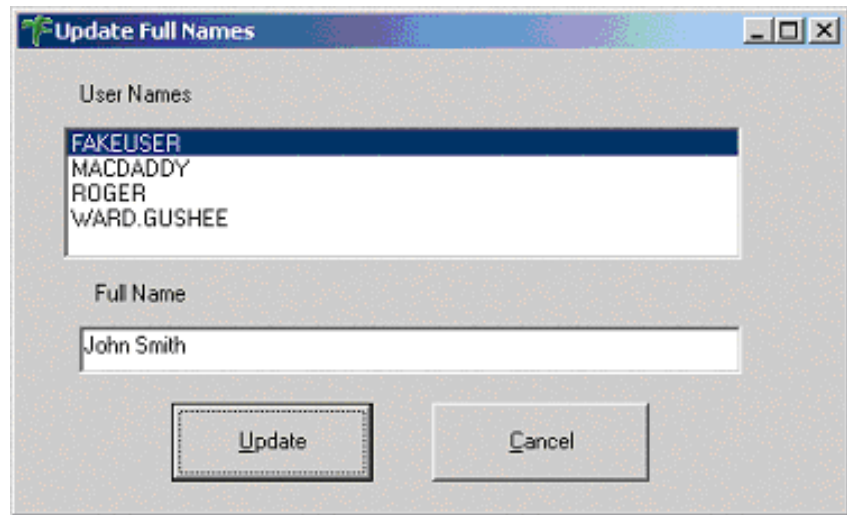 Update Full Names
User Names
FAKEUSER
MACDADDY
ROGER
WARD.GUSHEE
Full Name
John Smith
Update
Cancel